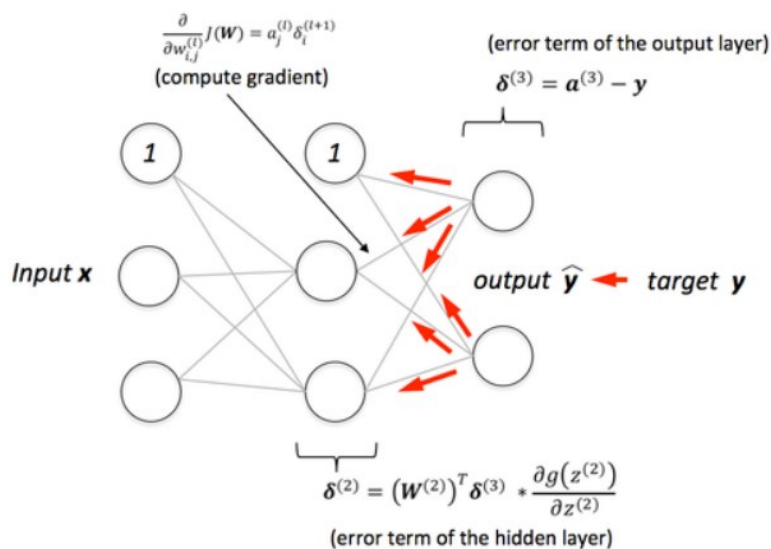 ∂/∂w_{i,j}^{(l)} J(W) = a_j^{(l)} δ_i^{(l+1)}
(compute gradient)
(error term of the output layer)
δ^{(3)} = a^{(3)} − y
1
1
Input x
output ŷ
target y
δ^{(2)} = (W^{(2)})^T δ^{(3)} * ∂g(z^{(2)})/∂z^{(2)}
(error term of the hidden layer)